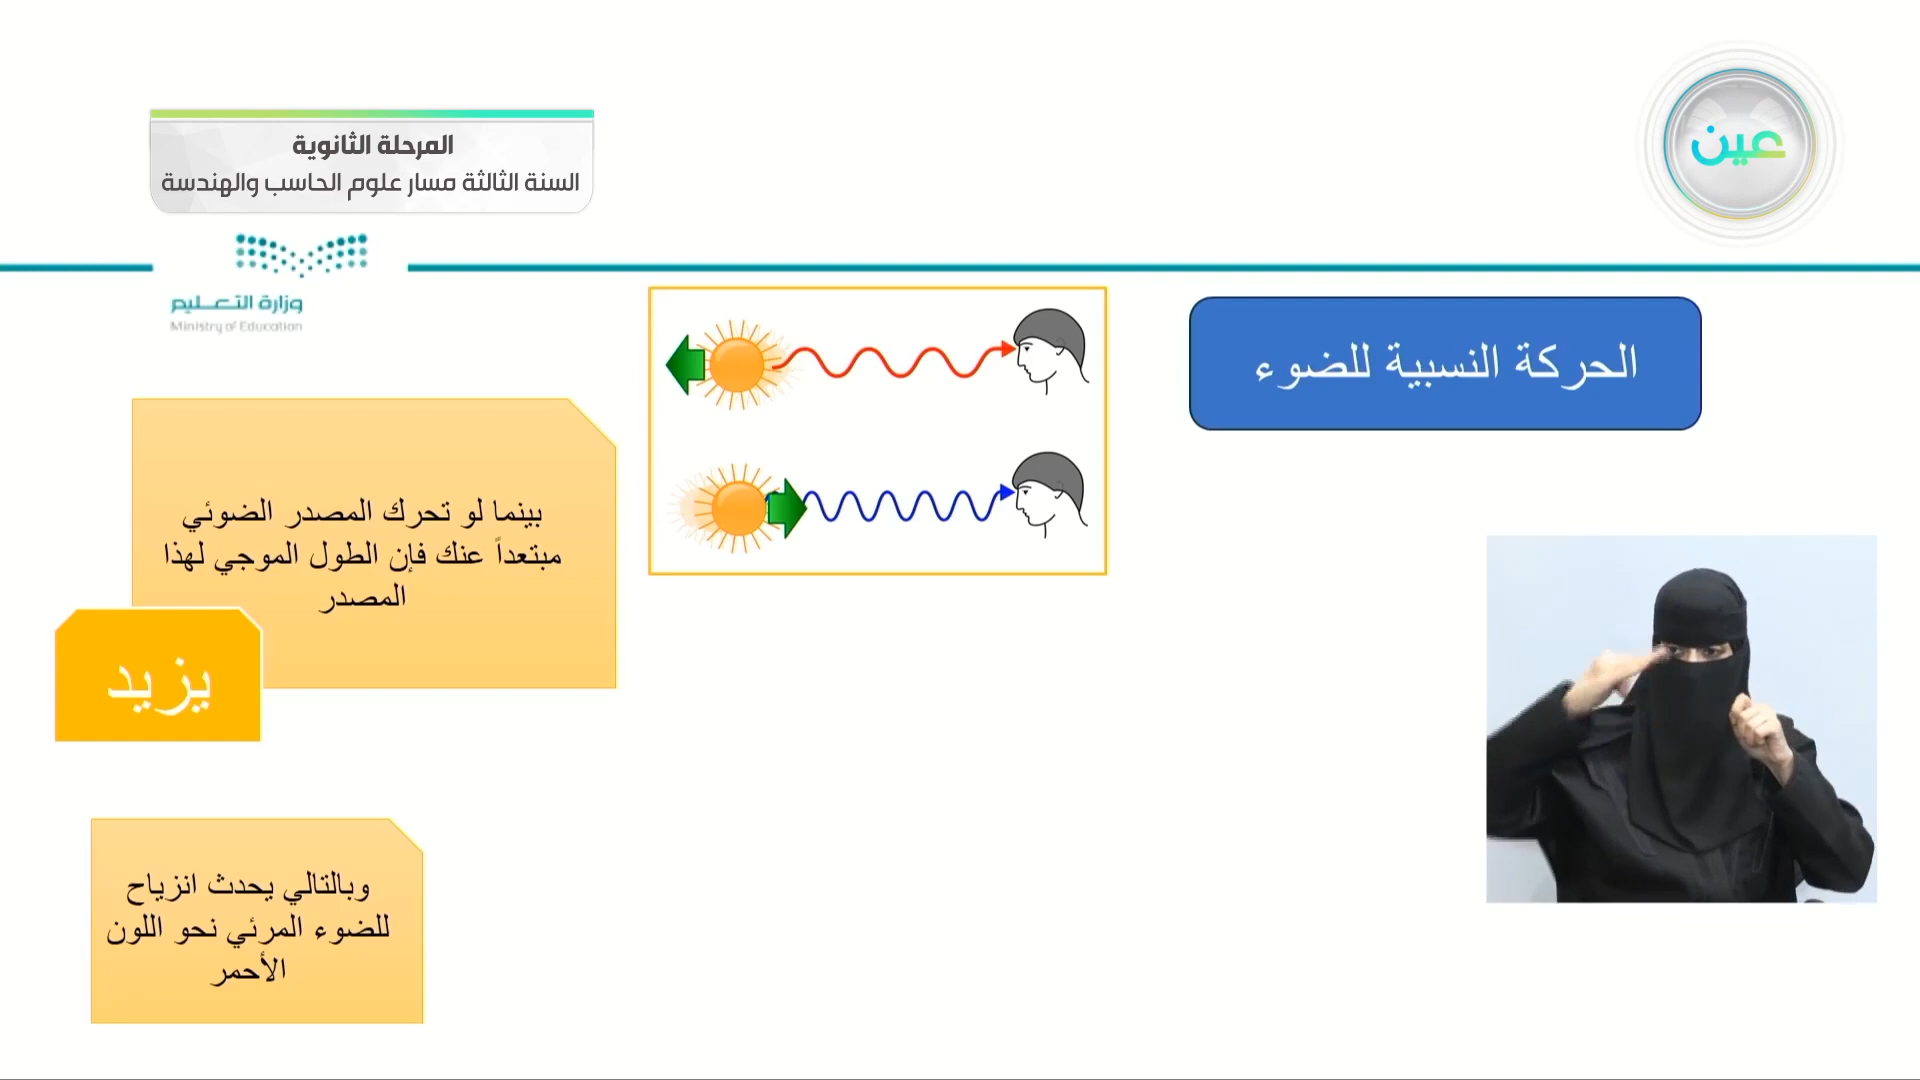 عين
المرحلة الثانوية
السنة الثالثة مسار علوم الحاسب والهندسة
وزارة التعـــليم
Ministry of Education
الحركة النسبية للضوء
بينما لو تحرك المصدر الضوئي
مبتعداً عنك فإن الطول الموجي لهذا
المصدر
يزيد
وبالتالي يحدث انزياح
للضوء المرئي نحو اللون
الأحمر